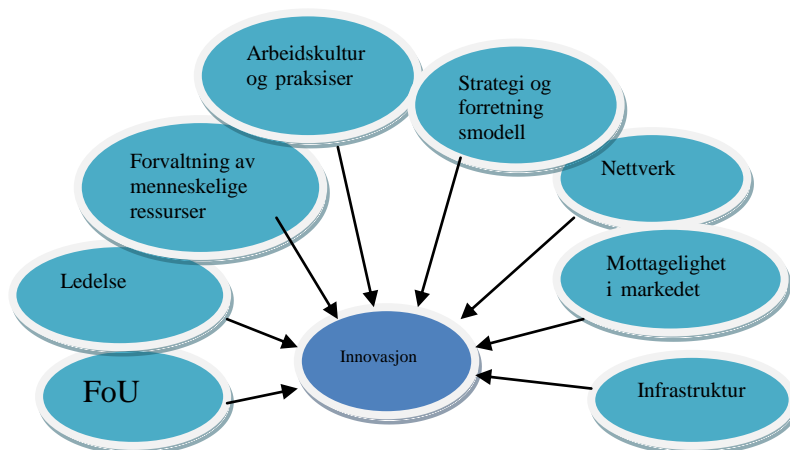 Arbeidskultur
og praksiser
Strategi og
forretning
smodell
Forvaltning av
menneskelige
ressurser
Nettverk
Ledelse
Mottagelighet
i markedet
Innovasjon
FoU
Infrastruktur